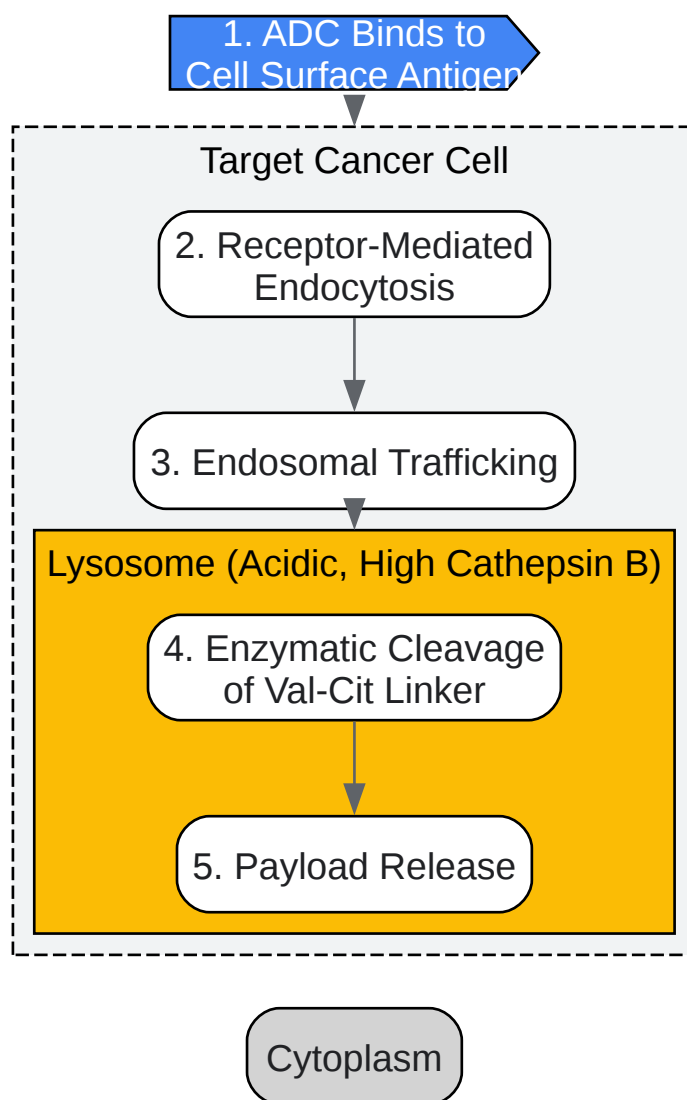 1. ADC Binds to
Cell Surface Antigen
Target Cancer Cell
2. Receptor-Mediated
Endocytosis
3. Endosomal Trafficking
Lysosome (Acidic, High Cathepsin B)
4. Enzymatic Cleavage
of Val-Cit Linker
5. Payload Release
Cytoplasm